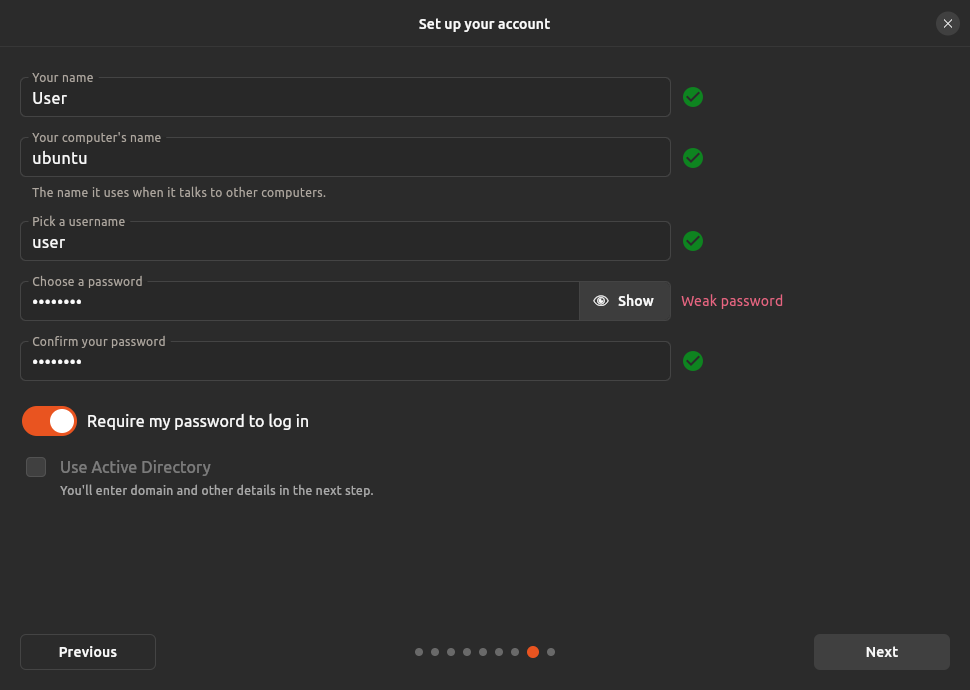 Set up your account
Your name
User
Your computer's name
ubuntu
The name it uses when it talks to other computers.
Pick a username
user
Choose a password
••••••••
Show
Weak password
Confirm your password
••••••••
Require my password to log in
Use Active Directory
You'll enter domain and other details in the next step.
Previous
Next